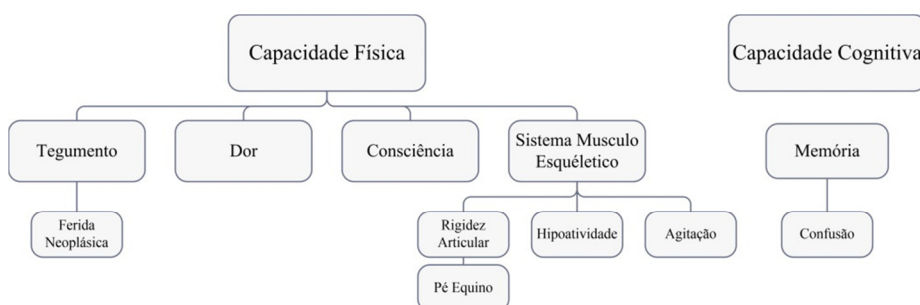 Capacidade Física
Capacidade Cognitiva
Tegumento
Dor
Consciência
Sistema Musculo
Esquéletico
Memória
Ferida
Neoplásica
Rigidez
Articular
Hipoatividade
Agitação
Confusão
Pé Equino